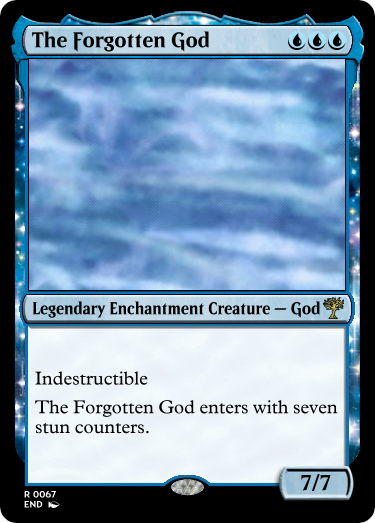 The Forgotten God
Legendary Enchantment Creature — God
Indestructible
The Forgotten God enters with seven
stun counters.
7/7
R 0067
END